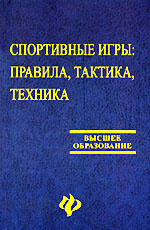 СПОРТИВНЫЕ ИГРЫ:
ПРАВИЛА, ТАКТИКА,
ТЕХНИКА
ВЫСШЕЕ
ОБРАЗОВАНИЕ